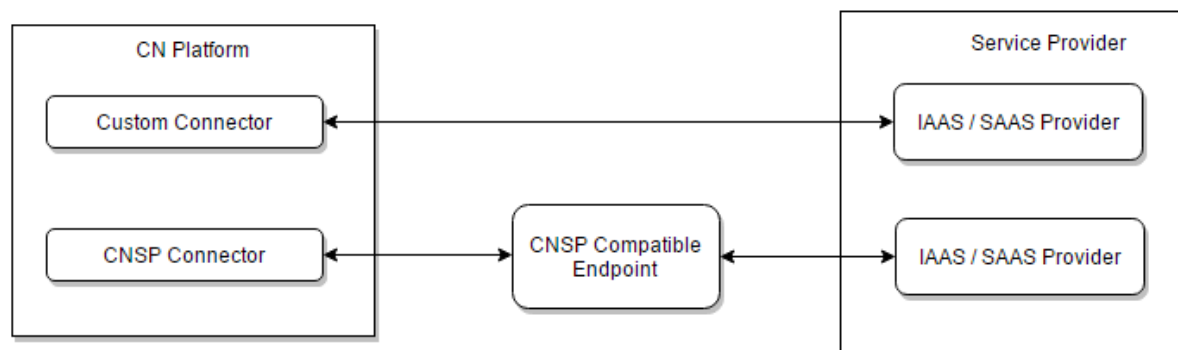 CN Platform
Service Provider
Custom Connector
IAAS / SAAS Provider
CNSP Connector
CNSP Compatible
Endpoint
IAAS / SAAS Provider